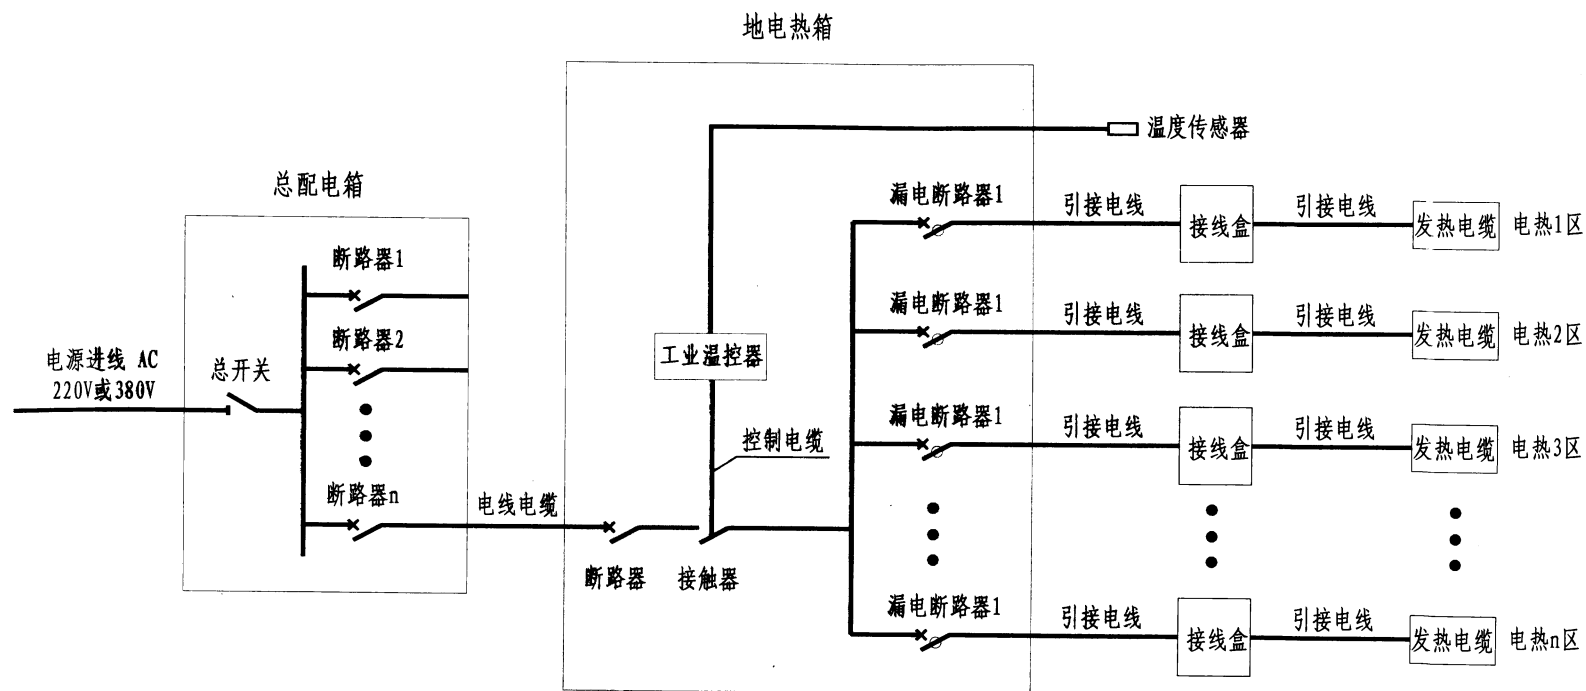 地电热箱
温度传感器
总配电箱
漏电断路器1
引接电线
接线盒
引接电线
发热电缆
电热1区
断路器1
漏电断路器1
引接电线
接线盒
引接电线
发热电缆
电热2区
断路器2
工业温控器
电源进线 AC
220V或380V
总开关
漏电断路器1
引接电线
接线盒
引接电线
发热电缆
电热3区
控制电缆
断路器n
电线电缆
断路器
接触器
漏电断路器1
引接电线
接线盒
引接电线
发热电缆
电热n区